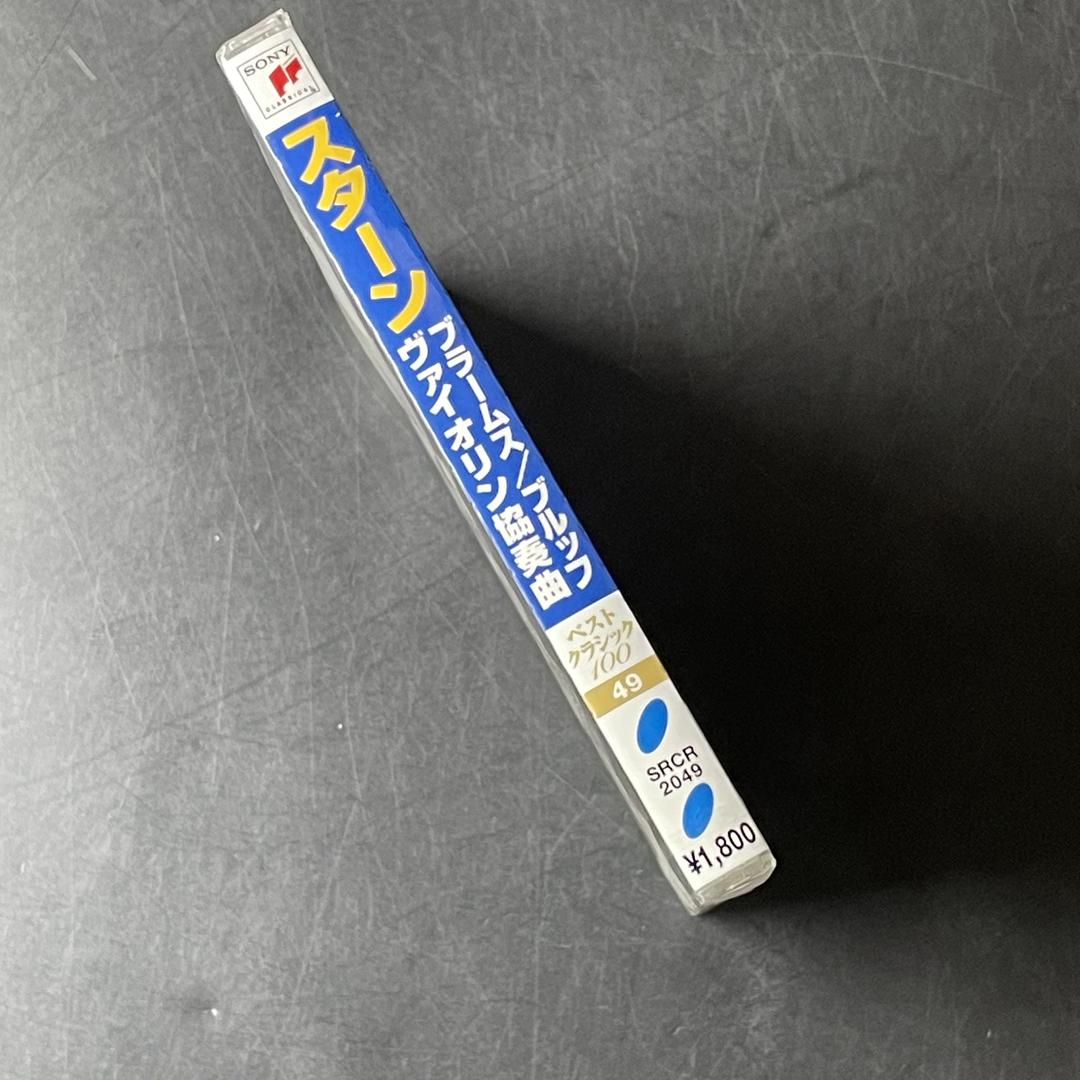 SONY
CLASSICAL
スターン
ブラームス/ブルッフ
ヴァイオリン協奏曲
ベスト
クラシック
100
49
SRCR
2049
¥1,800